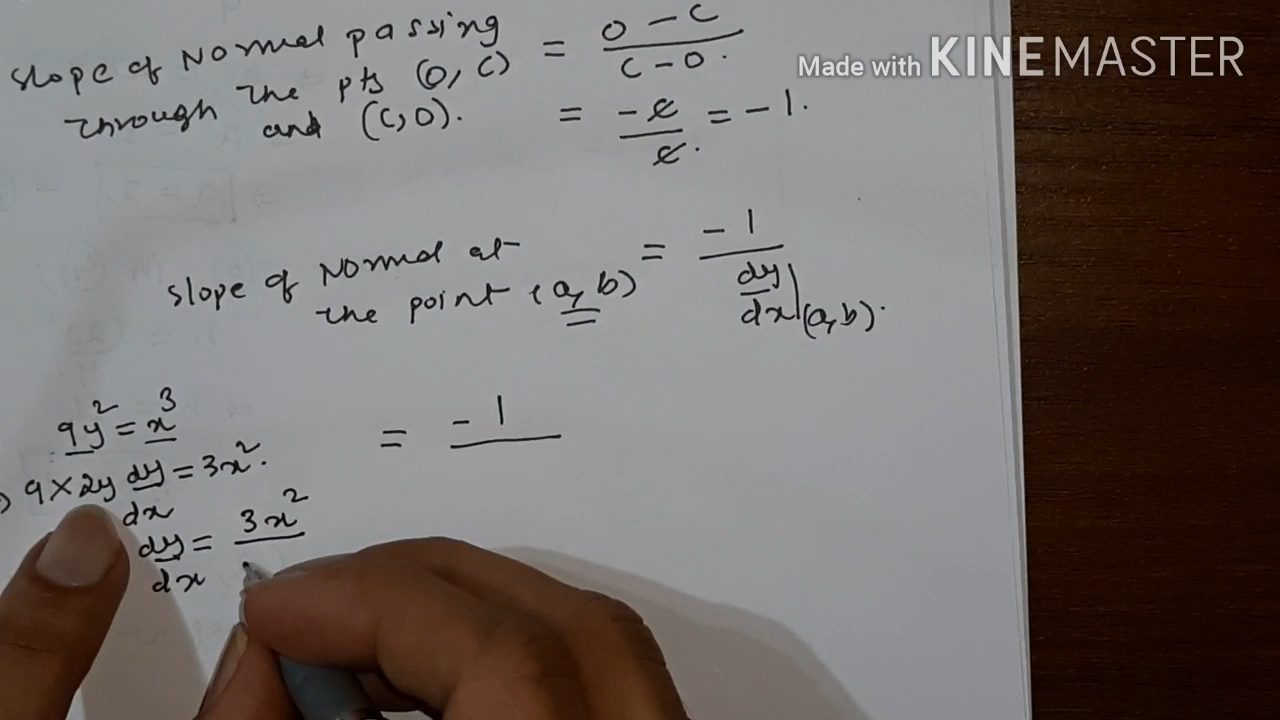 Slope of Normal passing = 0 - c / c - 0.
through the pts (0, c)
and (c, 0). = -c / c. = -1.
Made with KINEMASTER
Slope of Normal at = -1 / dy/dx|(a, b).
the point (a, b)
9y² = x³ = -1
9 × 2y dy/dx = 3x².
dy/dx = 3x²